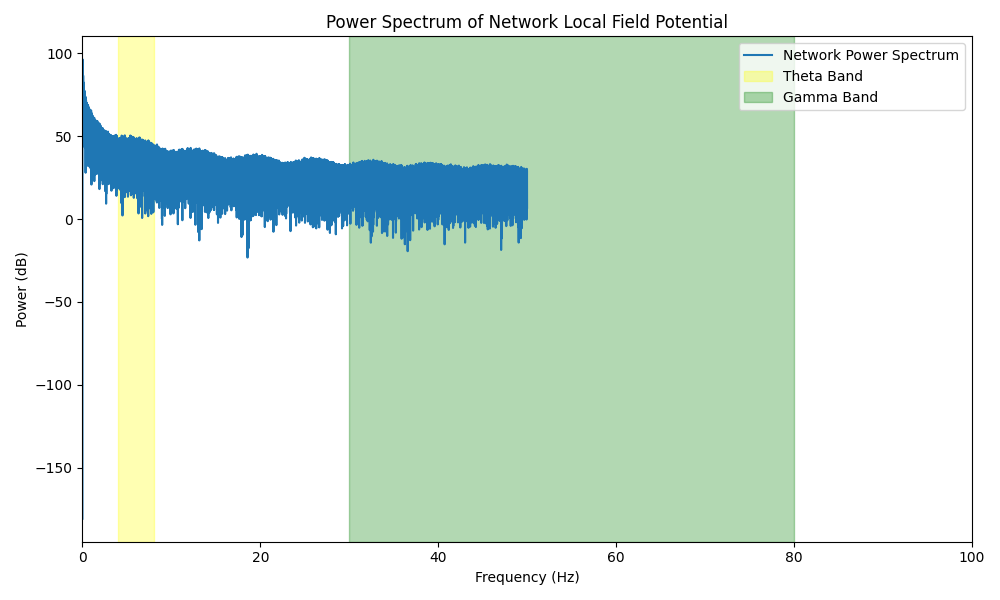 Power Spectrum of Network Local Field Potential
Network Power Spectrum
Theta Band
Gamma Band
Power (dB)
100
50
0
−50
−100
−150
0
20
40
60
80
100
Frequency (Hz)